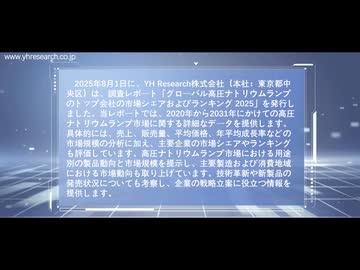 www.yhresearch.co.jp
2025年8月1日に、YH Research株式会社(本社:東京都中
央区)は、調査レポート「グローバル高圧ナトリウムランプ
のトップ会社の市場シェアおよびランキング 2025」を発行し
ました。当レポートでは、2020年から2031年にかけての高圧
ナトリウムランプ市場に関する詳細なデータを提供します。
具体的には、売上、販売量、平均価格、年平均成長率などの
市場規模の分析に加え、主要企業の市場シェアやランキング
も評価しています。高圧ナトリウムランプ市場における用途
別の製品動向と市場規模を提示し、主要製造および消費地域
における市場動向も取り上げています。技術革新や新製品の
発売状況についても考察し、企業の戦略立案に役立つ情報を
提供します。